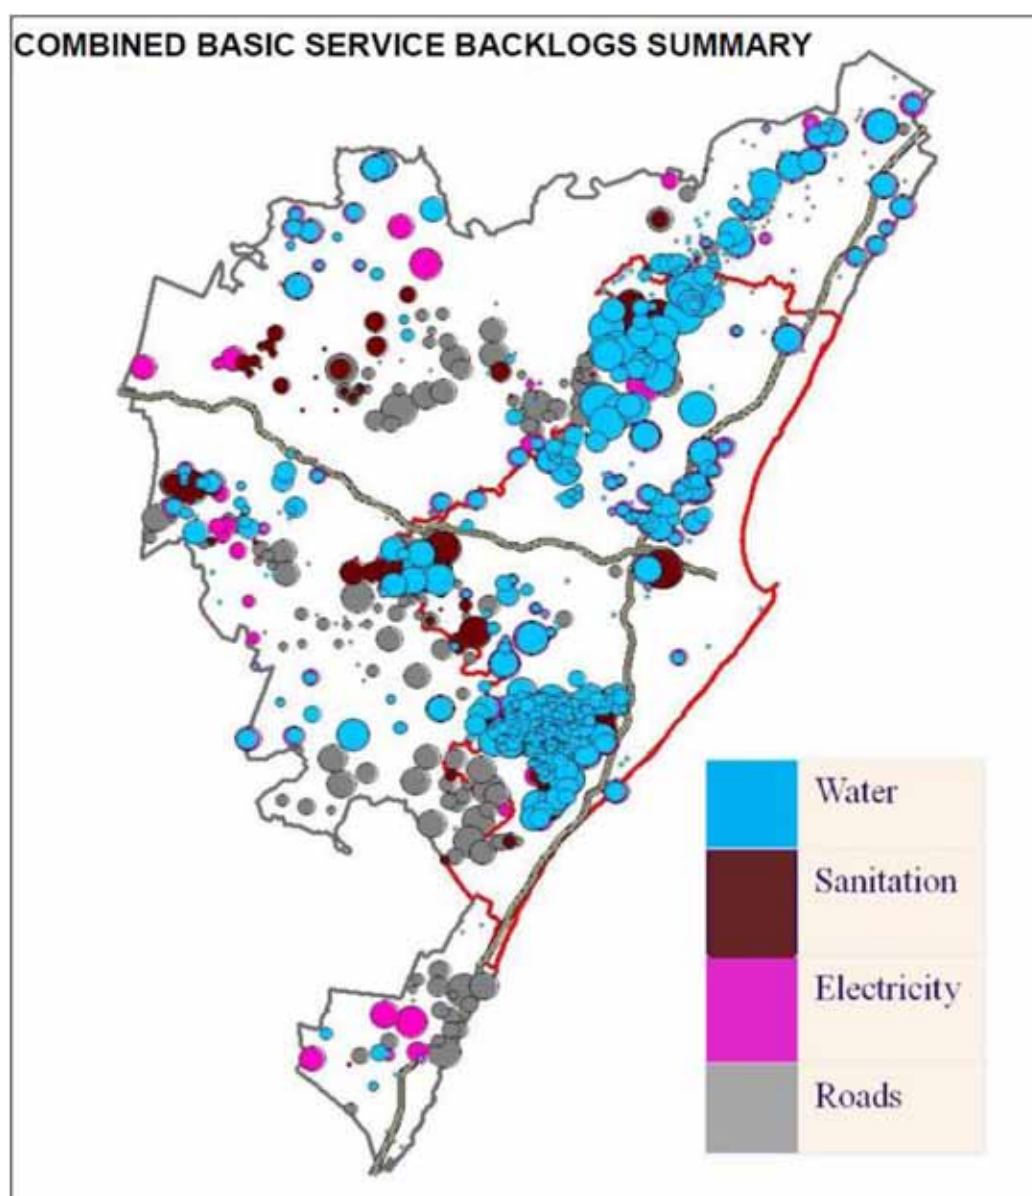 COMBINED BASIC SERVICE BACKLOGS SUMMARY
Water
Sanitation
Electricity
Roads